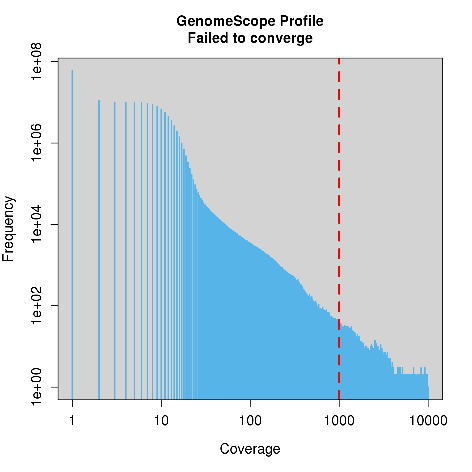 GenomeScope Profile
Failed to converge
Frequency
1e+08
1e+06
1e+04
1e+02
1e+00
1
10
100
1000
10000
Coverage